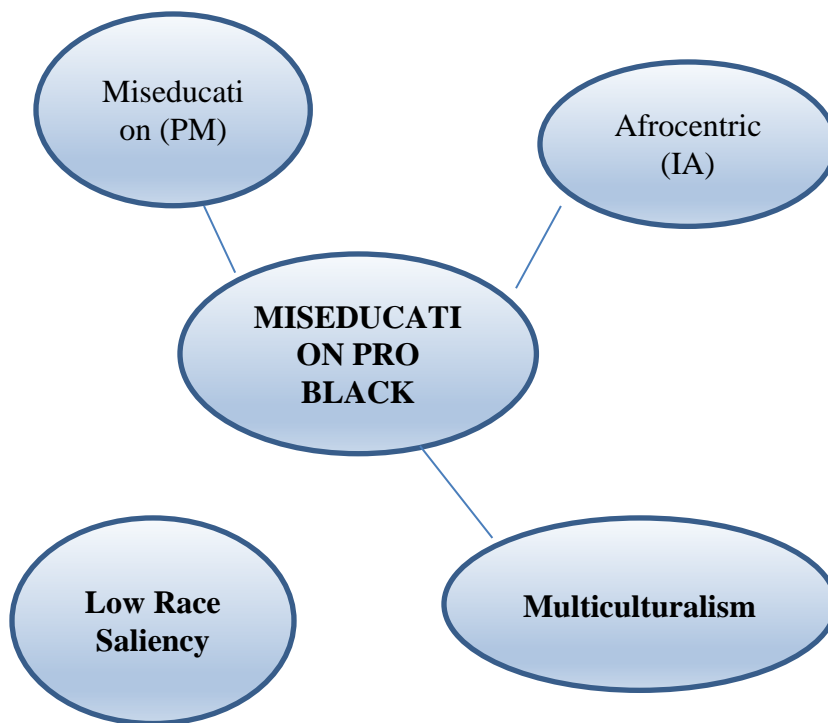 Miseducati
on (PM)
Afrocentric
(IA)
MISEDUCATI
ON PRO
BLACK
Low Race
Saliency
Multiculturalism